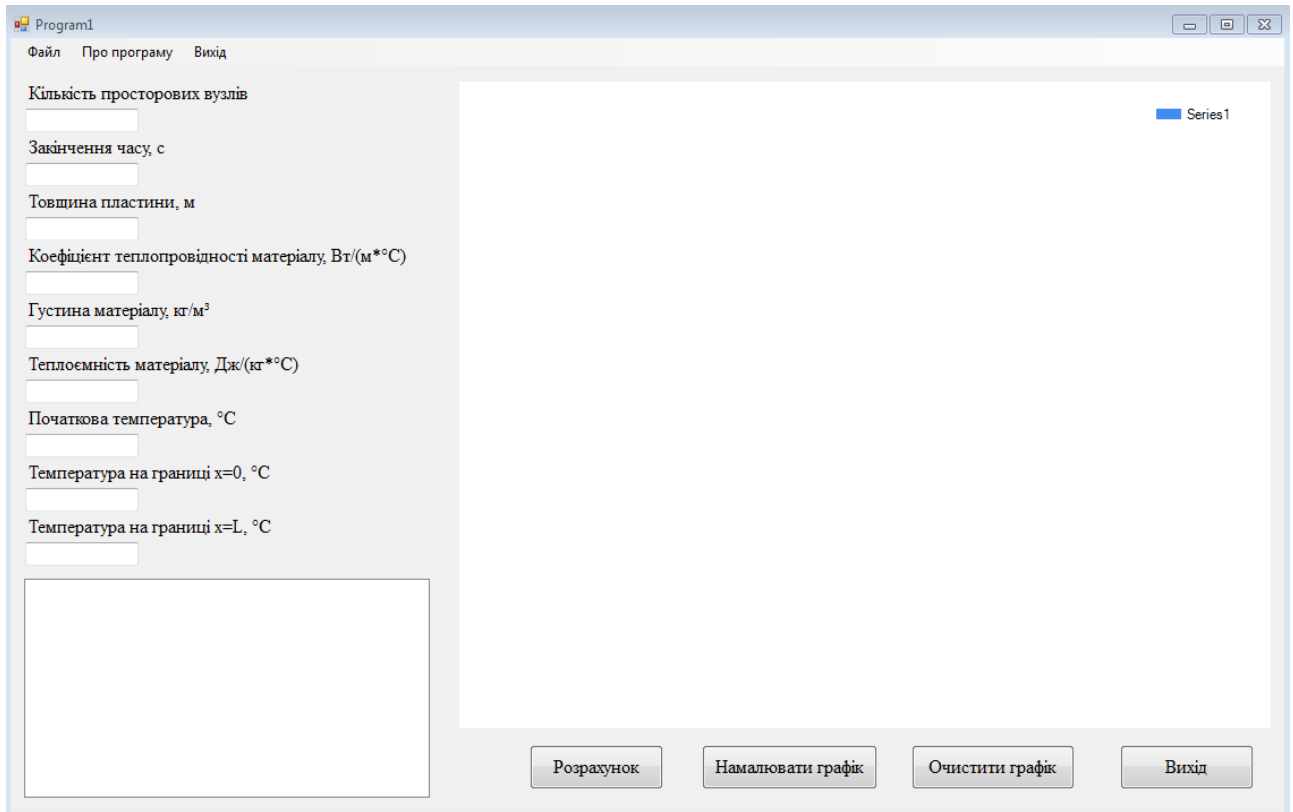 Program1
Файл Про програму Вихід
Кількість просторових вузлів
Закінчення часу, с
Товщина пластини, м
Коефіцієнт теплопровідності матеріалу, Вт/(м*°С)
Густина матеріалу, кг/м³
Теплоємність матеріалу, Дж/(кг*°С)
Початкова температура, °С
Температура на границі x=0, °С
Температура на границі x=L, °С
Series1
Розрахунок Намалювати графік Очистити графік Вихід